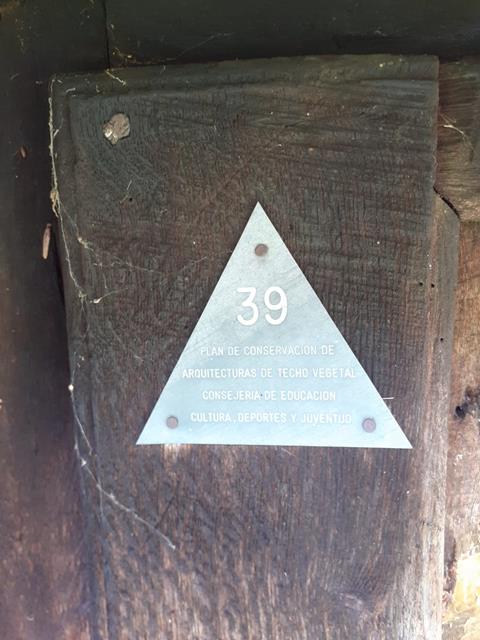 39
PLAN DE CONSERVACION DE
ARQUITECTURAS DE TECHO VEGETAL
CONSEJERIA DE EDUCACION
CULTURA, DEPORTES Y JUVENTUD